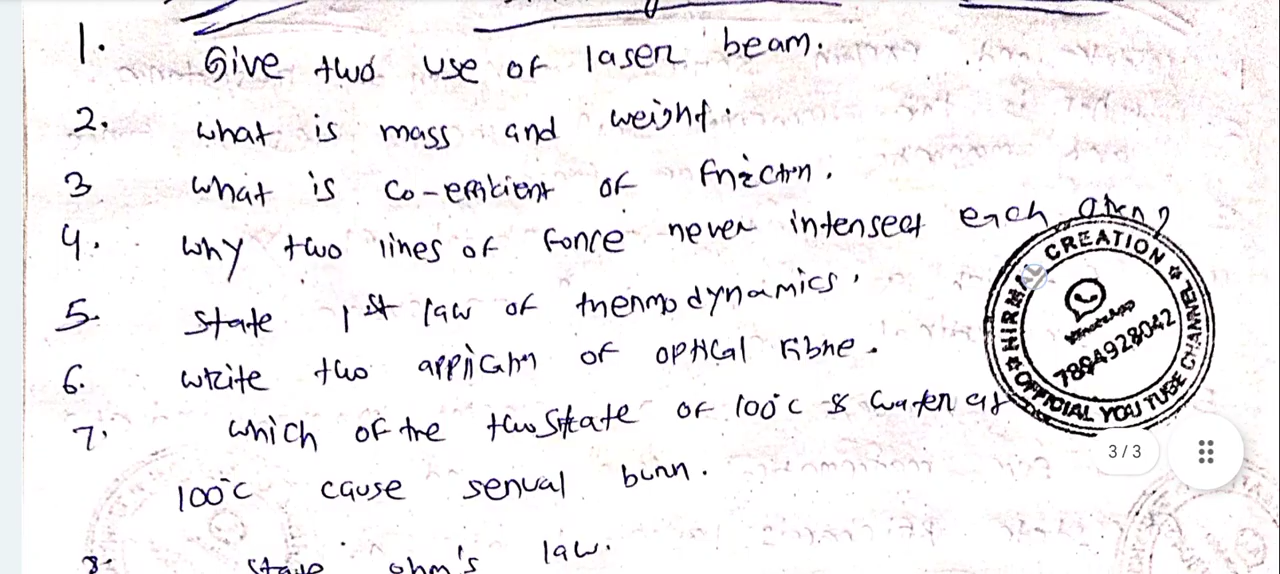 1. Give two use of laser beam.
2. what is mass and weight.
3 what is co-efficient of friction.
4. why two lines of force never intersect each other?
5. state 1st law of thermodynamics.
6. write two appliction of optical fibre.
7. which of the two state of 100°c & water at
100°c cause serval burn.
8. state ohm's law.
HIRMAL CREATION
OFFICIAL YOU TUBE CHANNEL
WhatsApp
7894928042
3 / 3